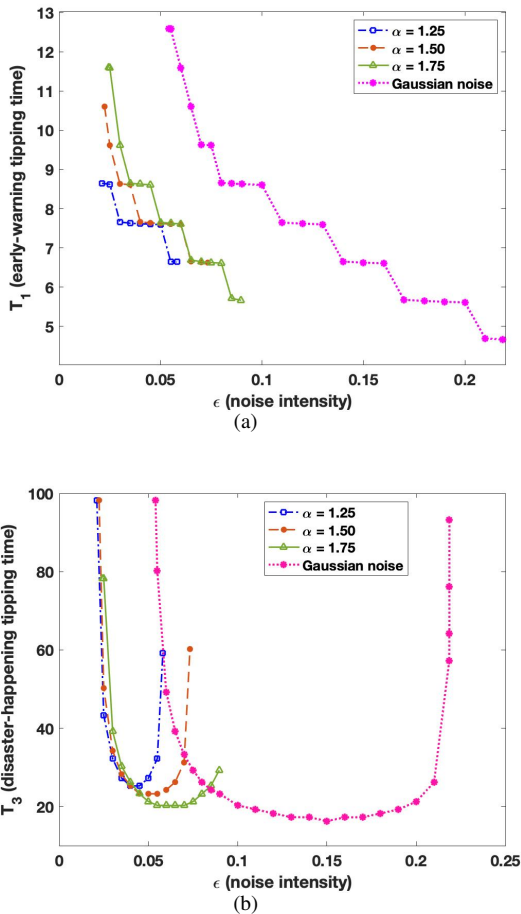 13
12
11
10
9
8
7
6
5
T1 (early-warning tipping time)
α = 1.25
α = 1.50
α = 1.75
Gaussian noise
0 0.05 0.1 0.15 0.2
ϵ (noise intensity)
(a)
100
80
60
40
20
T3 (disaster-happening tipping time)
α = 1.25
α = 1.50
α = 1.75
Gaussian noise
0 0.05 0.1 0.15 0.2 0.25
ϵ (noise intensity)
(b)